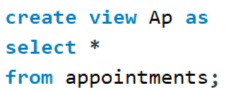 create view Ap as
select *
from appointments;